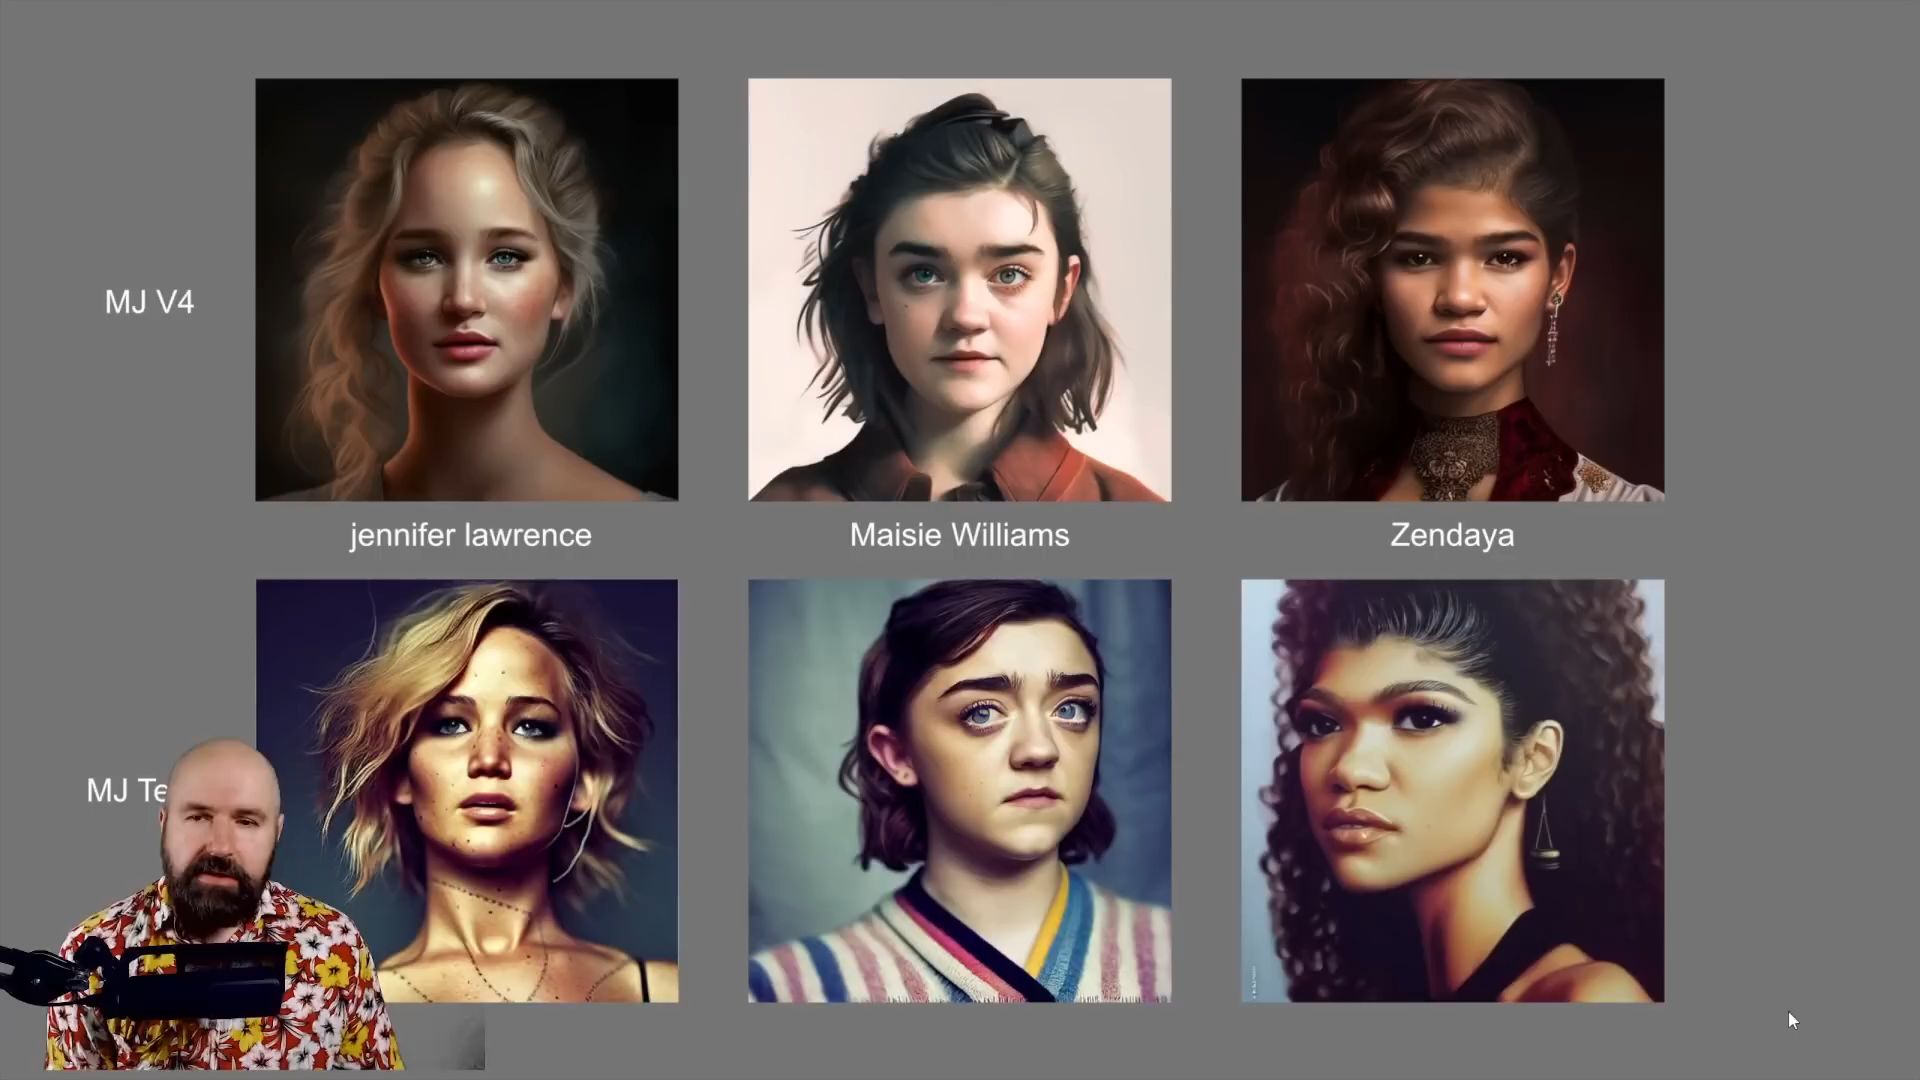 MJ V4
jennifer lawrence
Maisie Williams
Zendaya
MJ Te